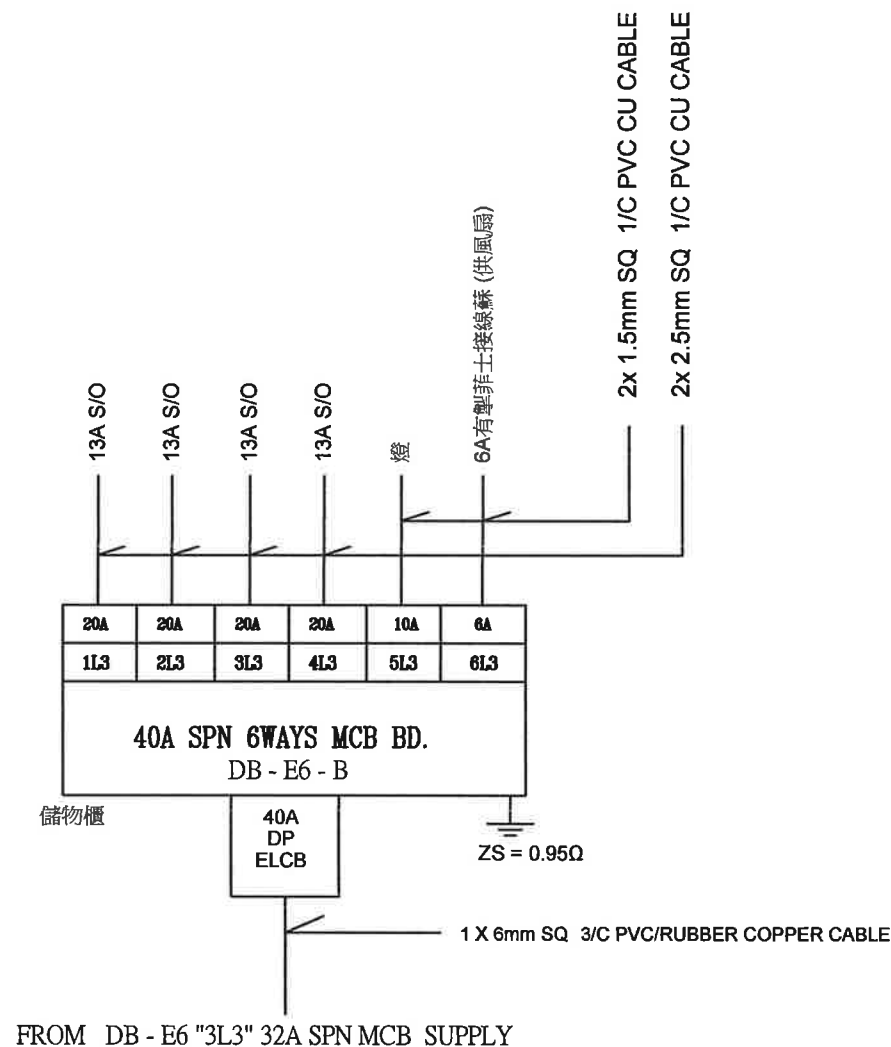 2x 1.5mm SQ 1/C PVC CU CABLE
2x 2.5mm SQ 1/C PVC CU CABLE
13A S/O
13A S/O
13A S/O
13A S/O
燈
6A有掣菲士接線蘇 (供風扇)
20A 20A 20A 20A 10A 6A
1L3 2L3 3L3 4L3 5L3 6L3
40A SPN 6WAYS MCB BD.
DB - E6 - B
儲物櫃
40A
DP
ELCB
ZS = 0.95Ω
1 X 6mm SQ 3/C PVC/RUBBER COPPER CABLE
FROM DB - E6 "3L3" 32A SPN MCB SUPPLY